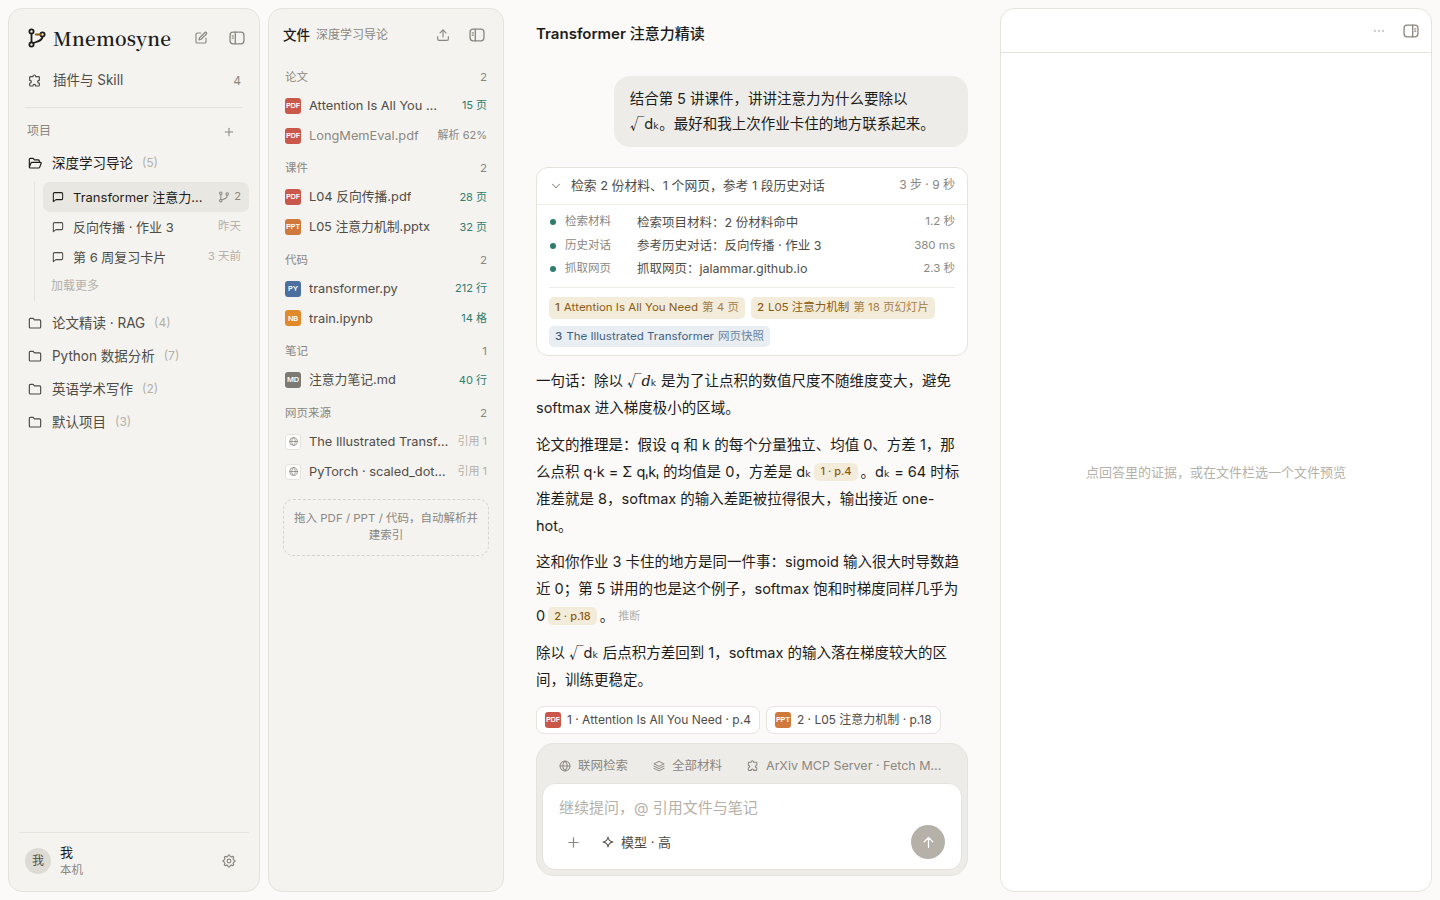 Mnemosyne
插件与 Skill 4
项目
深度学习导论 (5)
Transformer 注意力... 2
反向传播 · 作业 3 昨天
第 6 周复习卡片 3 天前
加载更多
论文精读 · RAG (4)
Python 数据分析 (7)
英语学术写作 (2)
默认项目 (3)
我 我
本机
文件 深度学习导论
论文 2
PDF Attention Is All You ... 15 页
PDF LongMemEval.pdf 解析 62%
课件 2
PDF L04 反向传播.pdf 28 页
PPT L05 注意力机制.pptx 32 页
代码 2
PY transformer.py 212 行
NB train.ipynb 14 格
笔记 1
MD 注意力笔记.md 40 行
网页来源 2
The Illustrated Transf... 引用 1
PyTorch · scaled_dot... 引用 1
拖入 PDF / PPT / 代码，自动解析并
建索引
Transformer 注意力精读
结合第 5 讲课件，讲讲注意力为什么要除以
√dₖ。最好和我上次作业卡住的地方联系起来。
检索 2 份材料、1 个网页，参考 1 段历史对话 3 步 · 9 秒
检索材料 检索项目材料：2 份材料命中 1.2 秒
历史对话 参考历史对话：反向传播 · 作业 3 380 ms
抓取网页 抓取网页：jalammar.github.io 2.3 秒
1 Attention Is All You Need 第 4 页 2 L05 注意力机制 第 18 页幻灯片
3 The Illustrated Transformer 网页快照
一句话：除以 √dₖ 是为了让点积的数值尺度不随维度变大，避免
softmax 进入梯度极小的区域。
论文的推理是：假设 q 和 k 的每个分量独立、均值 0、方差 1，那
么点积 q·k = Σ qᵢkᵢ 的均值是 0，方差是 dₖ 1 · p.4 。dₖ = 64 时标
准差就是 8，softmax 的输入差距被拉得很大，输出接近 one-
hot。
这和你作业 3 卡住的地方是同一件事：sigmoid 输入很大时导数趋
近 0；第 5 讲用的也是这个例子，softmax 饱和时梯度同样几乎为
0 2 · p.18 。 推断
除以 √dₖ 后点积方差回到 1，softmax 的输入落在梯度较大的区
间，训练更稳定。
PDF 1 · Attention Is All You Need · p.4 PPT 2 · L05 注意力机制 · p.18
联网检索 全部材料 ArXiv MCP Server · Fetch M...
继续提问，@ 引用文件与笔记
模型 · 高
点回答里的证据，或在文件栏选一个文件预览